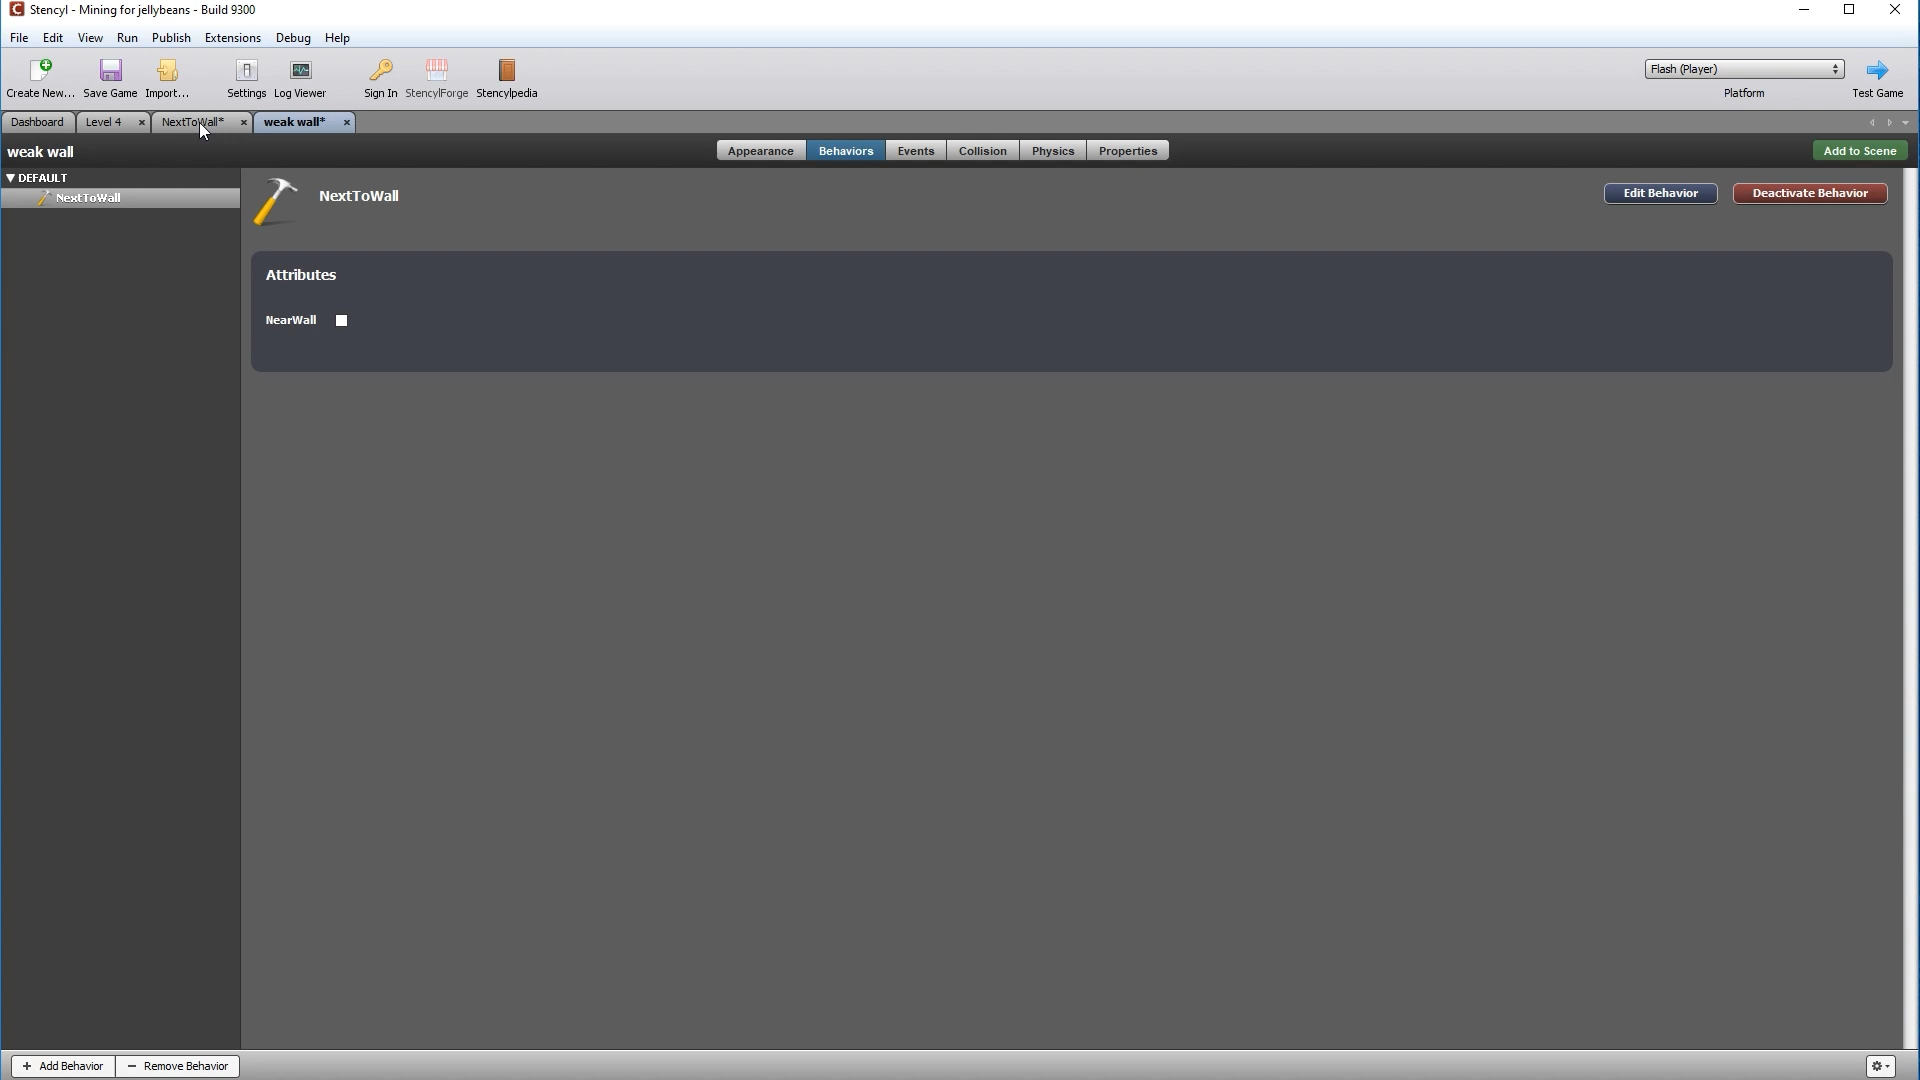 Stencyl - Mining for jellybeans - Build 9300
File Edit View Run Publish Extensions Debug Help
Create New... Save Game Import... Settings Log Viewer Sign In StencylForge Stencylpedia
Flash (Player)
Platform
Test Game
Dashboard Level 4 NextToWall* weak wall*
weak wall
Appearance Behaviors Events Collision Physics Properties
Add to Scene
DEFAULT
NextToWall
NextToWall
Edit Behavior Deactivate Behavior
Attributes
NearWall
+ Add Behavior − Remove Behavior